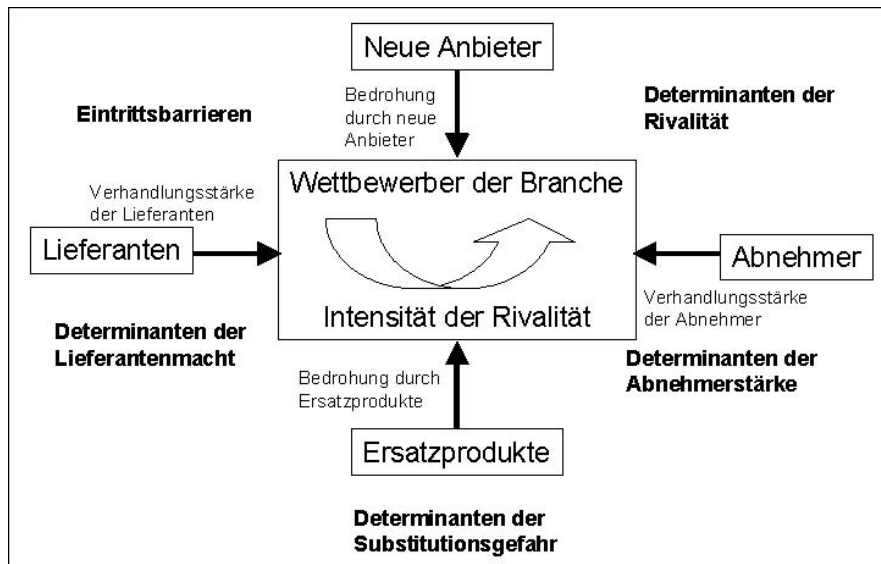 Neue Anbieter
Bedrohung
durch neue
Anbieter
Eintrittsbarrieren
Determinanten der
Rivalität
Wettbewerber der Branche
Verhandlungsstärke
der Lieferanten
Lieferanten
Abnehmer
Intensität der Rivalität
Verhandlungsstärke
der Abnehmer
Determinanten der
Lieferantenmacht
Determinanten der
Abnehmerstärke
Bedrohung durch
Ersatzprodukte
Ersatzprodukte
Determinanten der
Substitutionsgefahr